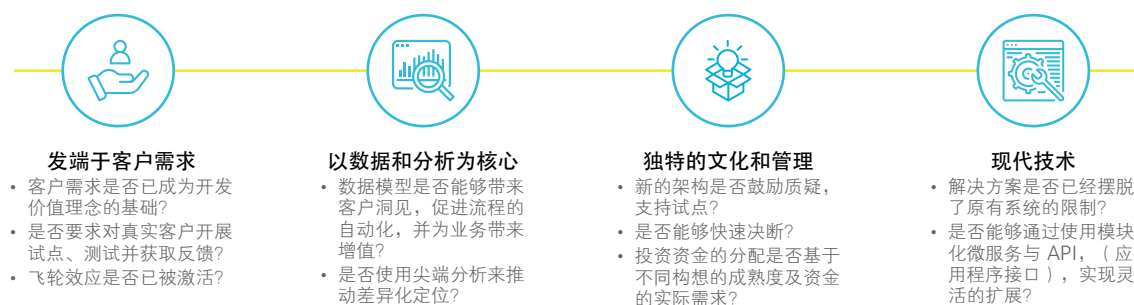 发端于客户需求
• 客户需求是否已成为开发
价值理念的基础?
• 是否要求对真实客户开展
试点、测试并获取反馈?
• 飞轮效应是否已被激活?
以数据和分析为核心
• 数据模型是否能够带来
客户洞见，促进流程的
自动化，并为业务带来
增值?
• 是否使用尖端分析来推
动差异化定位?
独特的文化和管理
• 新的架构是否鼓励质疑，
支持试点?
• 是否能够快速决断?
• 投资资金的分配是否基于
不同构想的成熟度及资金
的实际需求?
现代技术
• 解决方案是否已经摆脱
了原有系统的限制?
• 是否能够通过使用模块
化微服务与 API，（应
用程序接口），实现灵
活的扩展?